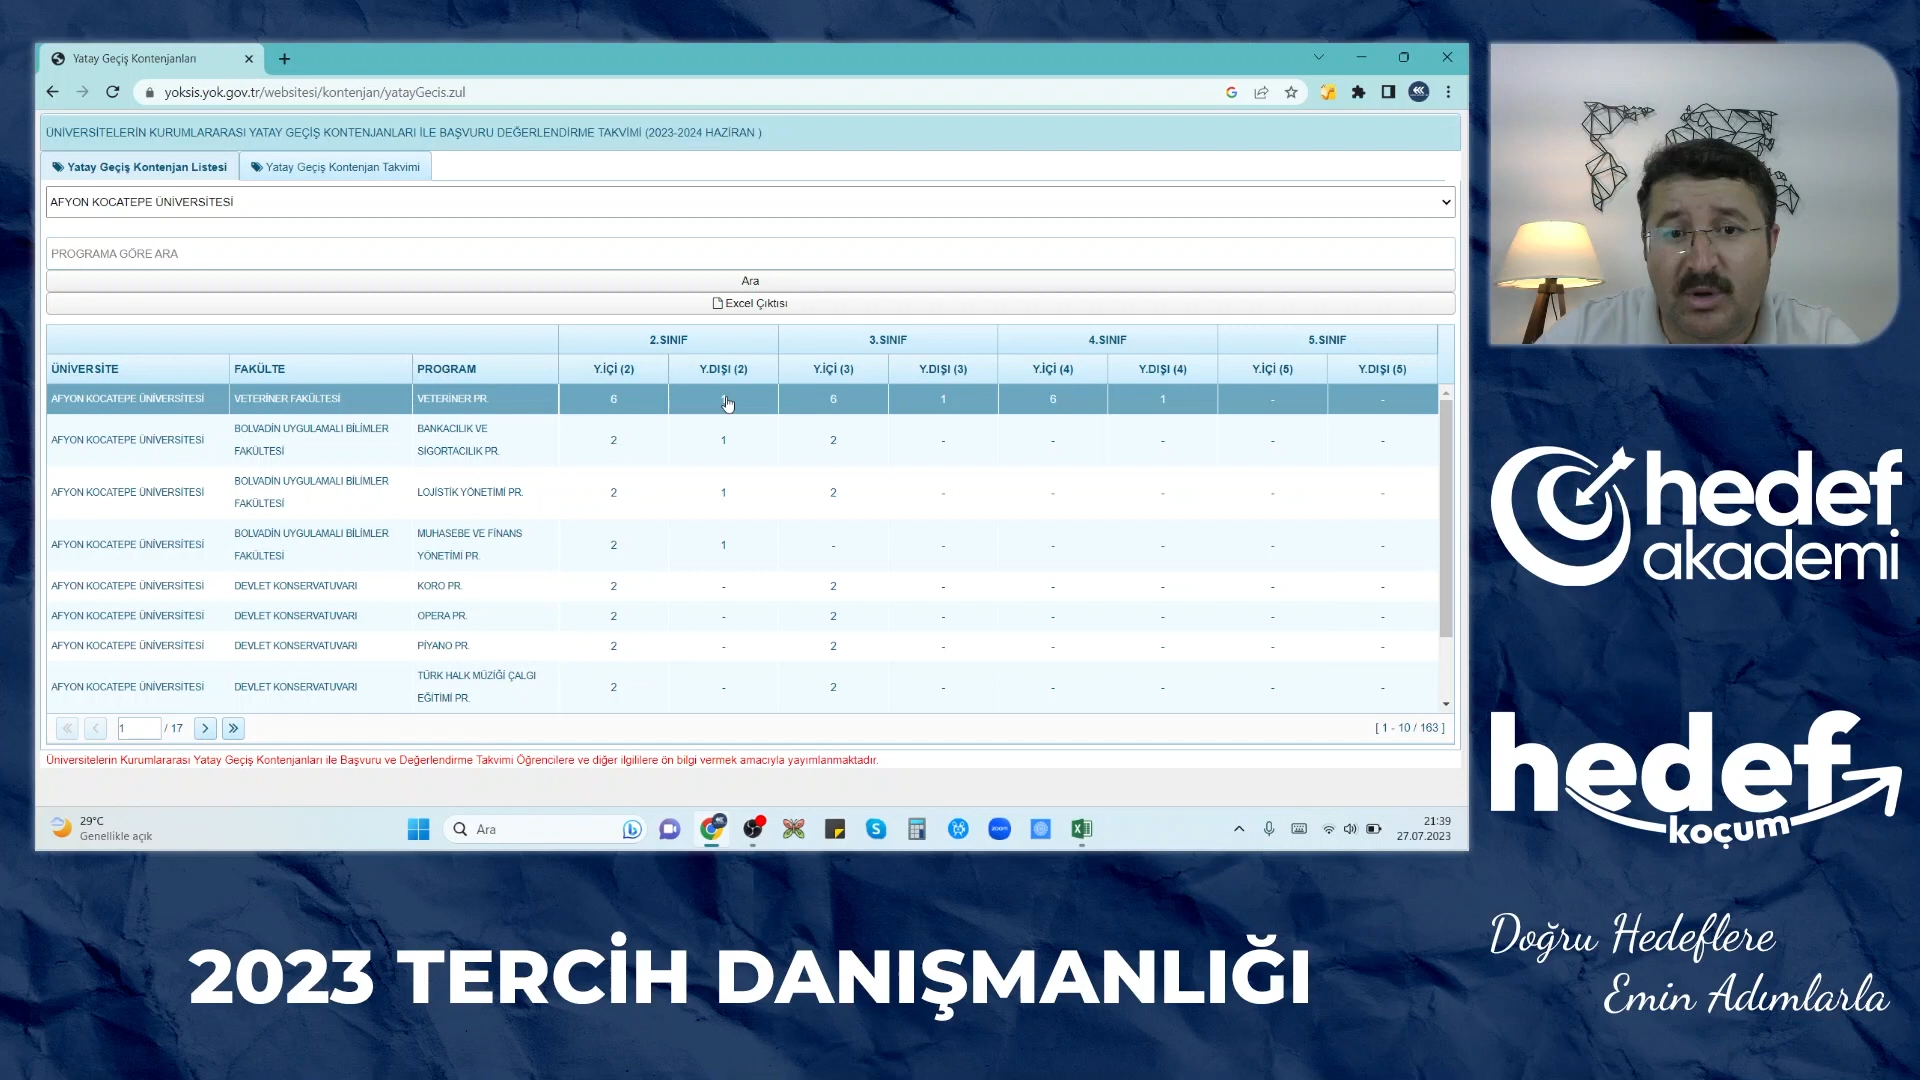 Yatay Geçiş Kontenjanları
yoksis.yok.gov.tr/websitesi/kontenjan/yatayGecis.zul
ÜNİVERSİTELERİN KURUMLARARASI YATAY GEÇİŞ KONTENJANLARI İLE BAŞVURU DEĞERLENDİRME TAKVİMİ (2023-2024 HAZİRAN )
Yatay Geçiş Kontenjan Listesi Yatay Geçiş Kontenjan Takvimi
AFYON KOCATEPE ÜNİVERSİTESİ
PROGRAMA GÖRE ARA
Ara
Excel Çıktısı
2.SINIF 3.SINIF 4.SINIF 5.SINIF
ÜNİVERSİTE FAKÜLTE PROGRAM Y.İÇİ (2) Y.DIŞI (2) Y.İÇİ (3) Y.DIŞI (3) Y.İÇİ (4) Y.DIŞI (4) Y.İÇİ (5) Y.DIŞI (5)
AFYON KOCATEPE ÜNİVERSİTESİ VETERİNER FAKÜLTESİ VETERİNER PR. 6 6 1 6 1 - -
AFYON KOCATEPE ÜNİVERSİTESİ BOLVADİN UYGULAMALI BİLİMLER FAKÜLTESİ BANKACILIK VE SİGORTACILIK PR. 2 1 2 - - - - -
AFYON KOCATEPE ÜNİVERSİTESİ BOLVADİN UYGULAMALI BİLİMLER FAKÜLTESİ LOJİSTİK YÖNETİMİ PR. 2 1 2 - - - - -
AFYON KOCATEPE ÜNİVERSİTESİ BOLVADİN UYGULAMALI BİLİMLER FAKÜLTESİ MUHASEBE VE FİNANS YÖNETİMİ PR. 2 1 - - - - - -
AFYON KOCATEPE ÜNİVERSİTESİ DEVLET KONSERVATUVARI KORO PR. 2 - 2 - - - - -
AFYON KOCATEPE ÜNİVERSİTESİ DEVLET KONSERVATUVARI OPERA PR. 2 - 2 - - - - -
AFYON KOCATEPE ÜNİVERSİTESİ DEVLET KONSERVATUVARI PİYANO PR. 2 - 2 - - - - -
AFYON KOCATEPE ÜNİVERSİTESİ DEVLET KONSERVATUVARI TÜRK HALK MÜZİĞİ ÇALGI EĞİTİMİ PR. 2 - 2 - - - - -
1 / 17 [ 1 - 10 / 163 ]
Üniversitelerin Kurumlararası Yatay Geçiş Kontenjanları ile Başvuru ve Değerlendirme Takvimi Öğrencilere ve diğer ilgililere ön bilgi vermek amacıyla yayımlanmaktadır.
29°C
Genellikle açık
Ara
zoom
21:39
27.07.2023
hedef
akademi
hedef
koçum
Doğru Hedeflere
Emin Adımlarla
2023 TERCİH DANIŞMANLIĞI